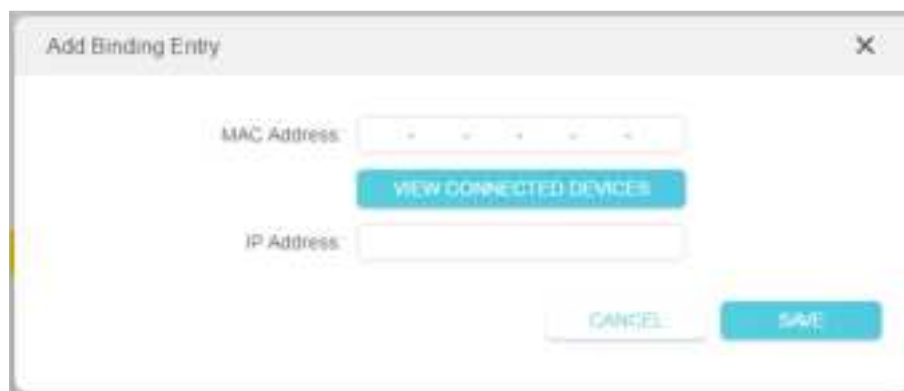 Add Binding Entry
MAC Address: - - - - -
VIEW CONNECTED DEVICES
IP Address:
CANCEL
SAVE